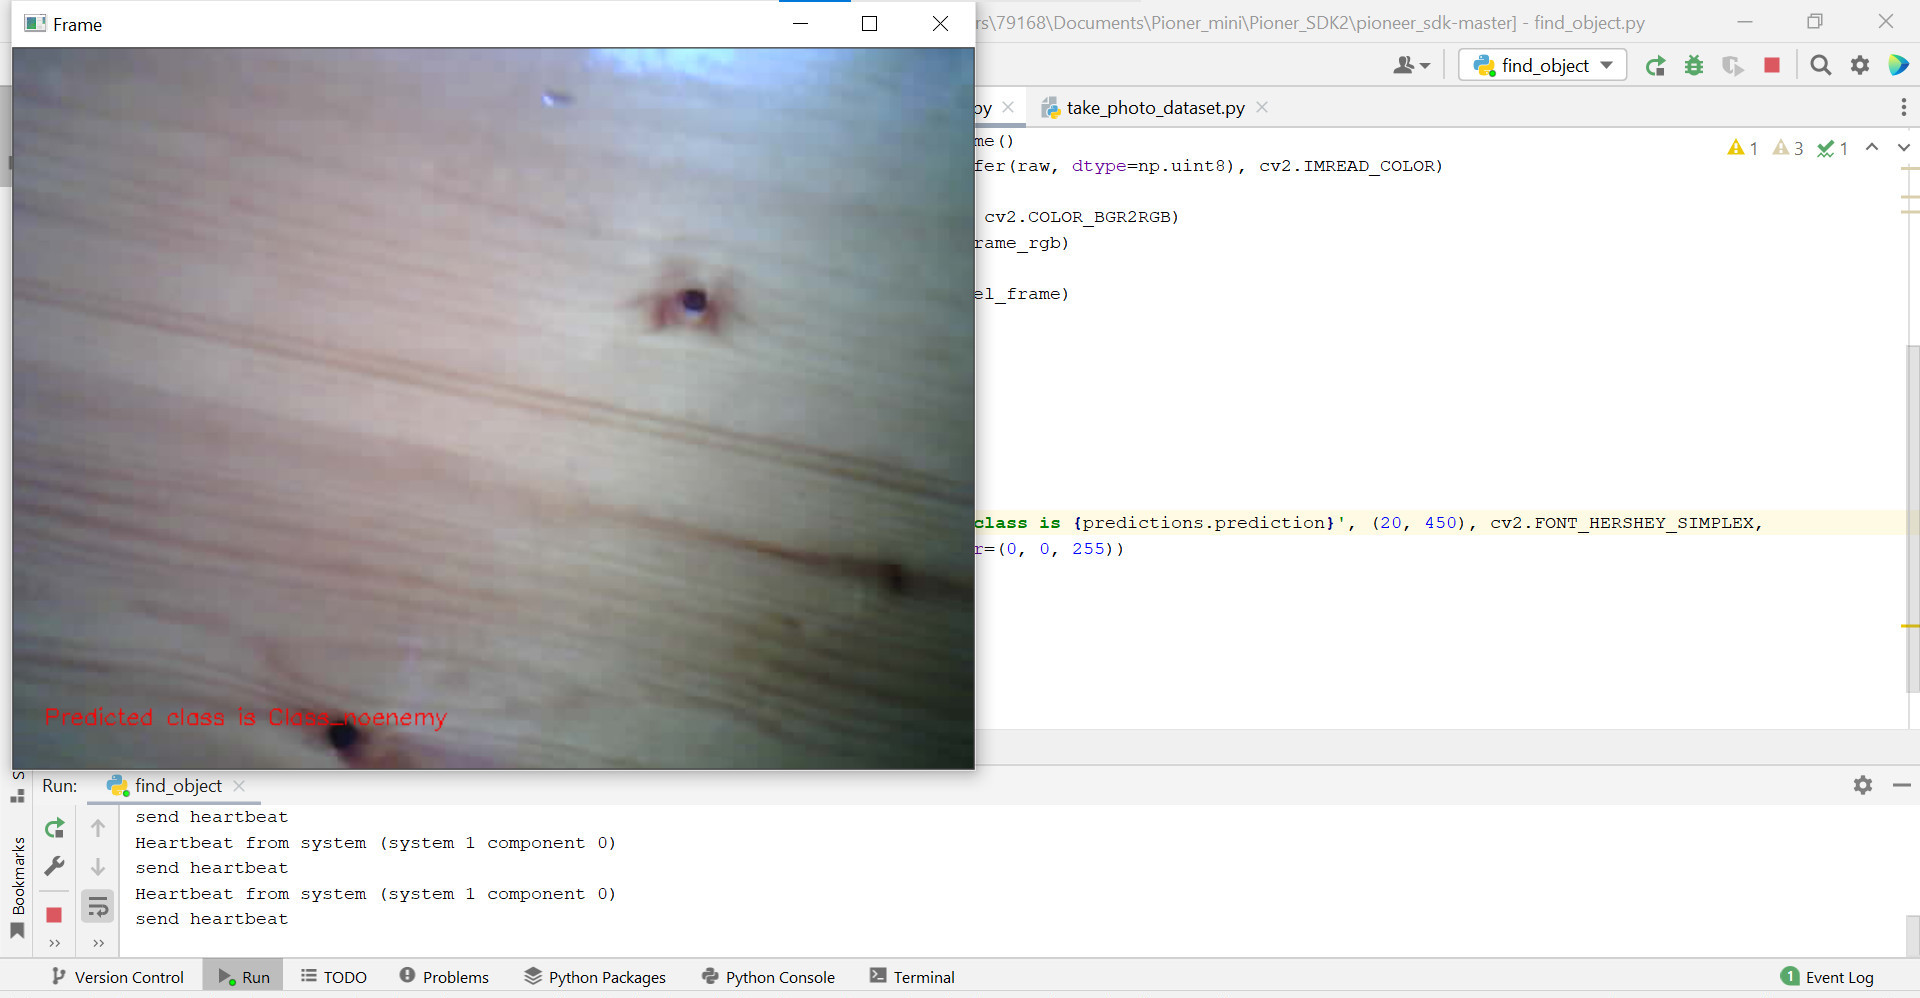 Frame
rs\79168\Documents\Pioner_mini\Pioner_SDK2\pioneer_sdk-master] - find_object.py
find_object
py
take_photo_dataset.py
me()
fer(raw, dtype=np.uint8), cv2.IMREAD_COLOR)
1 3 1
cv2.COLOR_BGR2RGB)
rame_rgb)
el_frame)
class is {predictions.prediction}', (20, 450), cv2.FONT_HERSHEY_SIMPLEX,
r=(0, 0, 255))
Predicted class is Class_noenemy
Run: find_object
send heartbeat
Heartbeat from system (system 1 component 0)
send heartbeat
Heartbeat from system (system 1 component 0)
send heartbeat
Bookmarks
Version Control Run TODO Problems Python Packages Python Console Terminal 1 Event Log